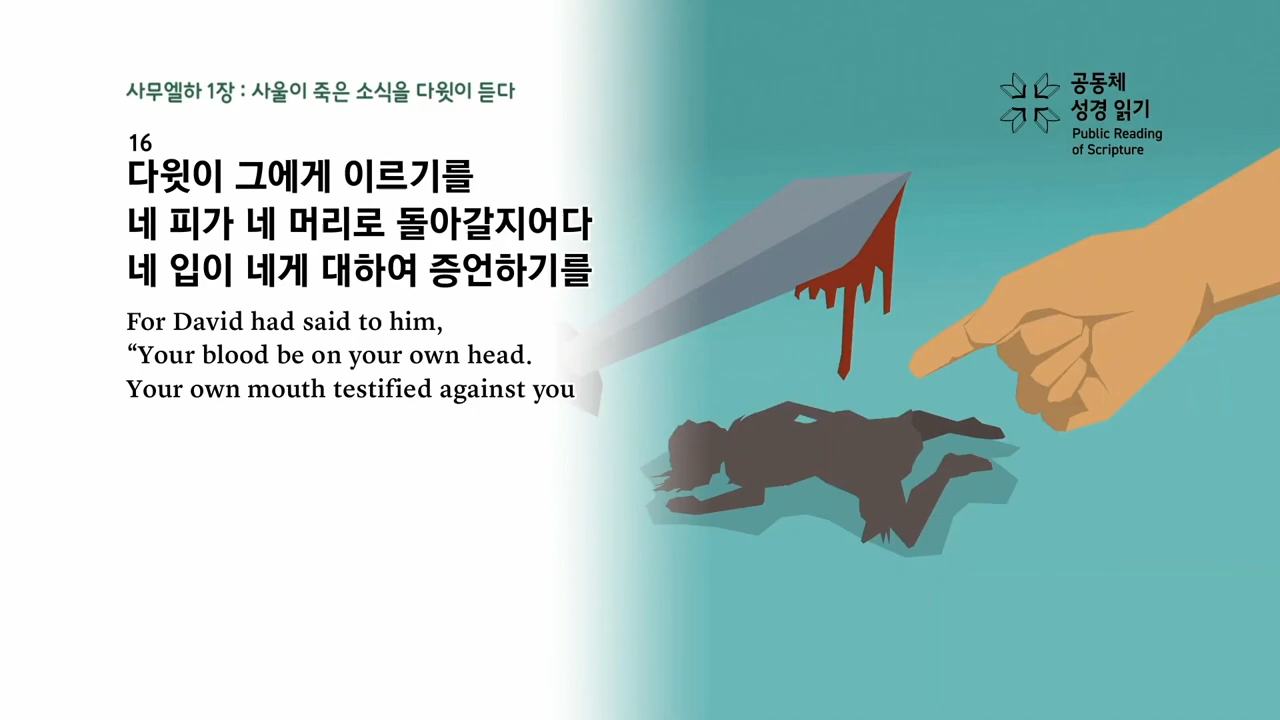 사무엘하 1장 : 사울이 죽은 소식을 다윗이 듣다
16
다윗이 그에게 이르기를
네 피가 네 머리로 돌아갈지어다
네 입이 네게 대하여 증언하기를
For David had said to him,
“Your blood be on your own head.
Your own mouth testified against you
공동체
성경 읽기
Public Reading
of Scripture